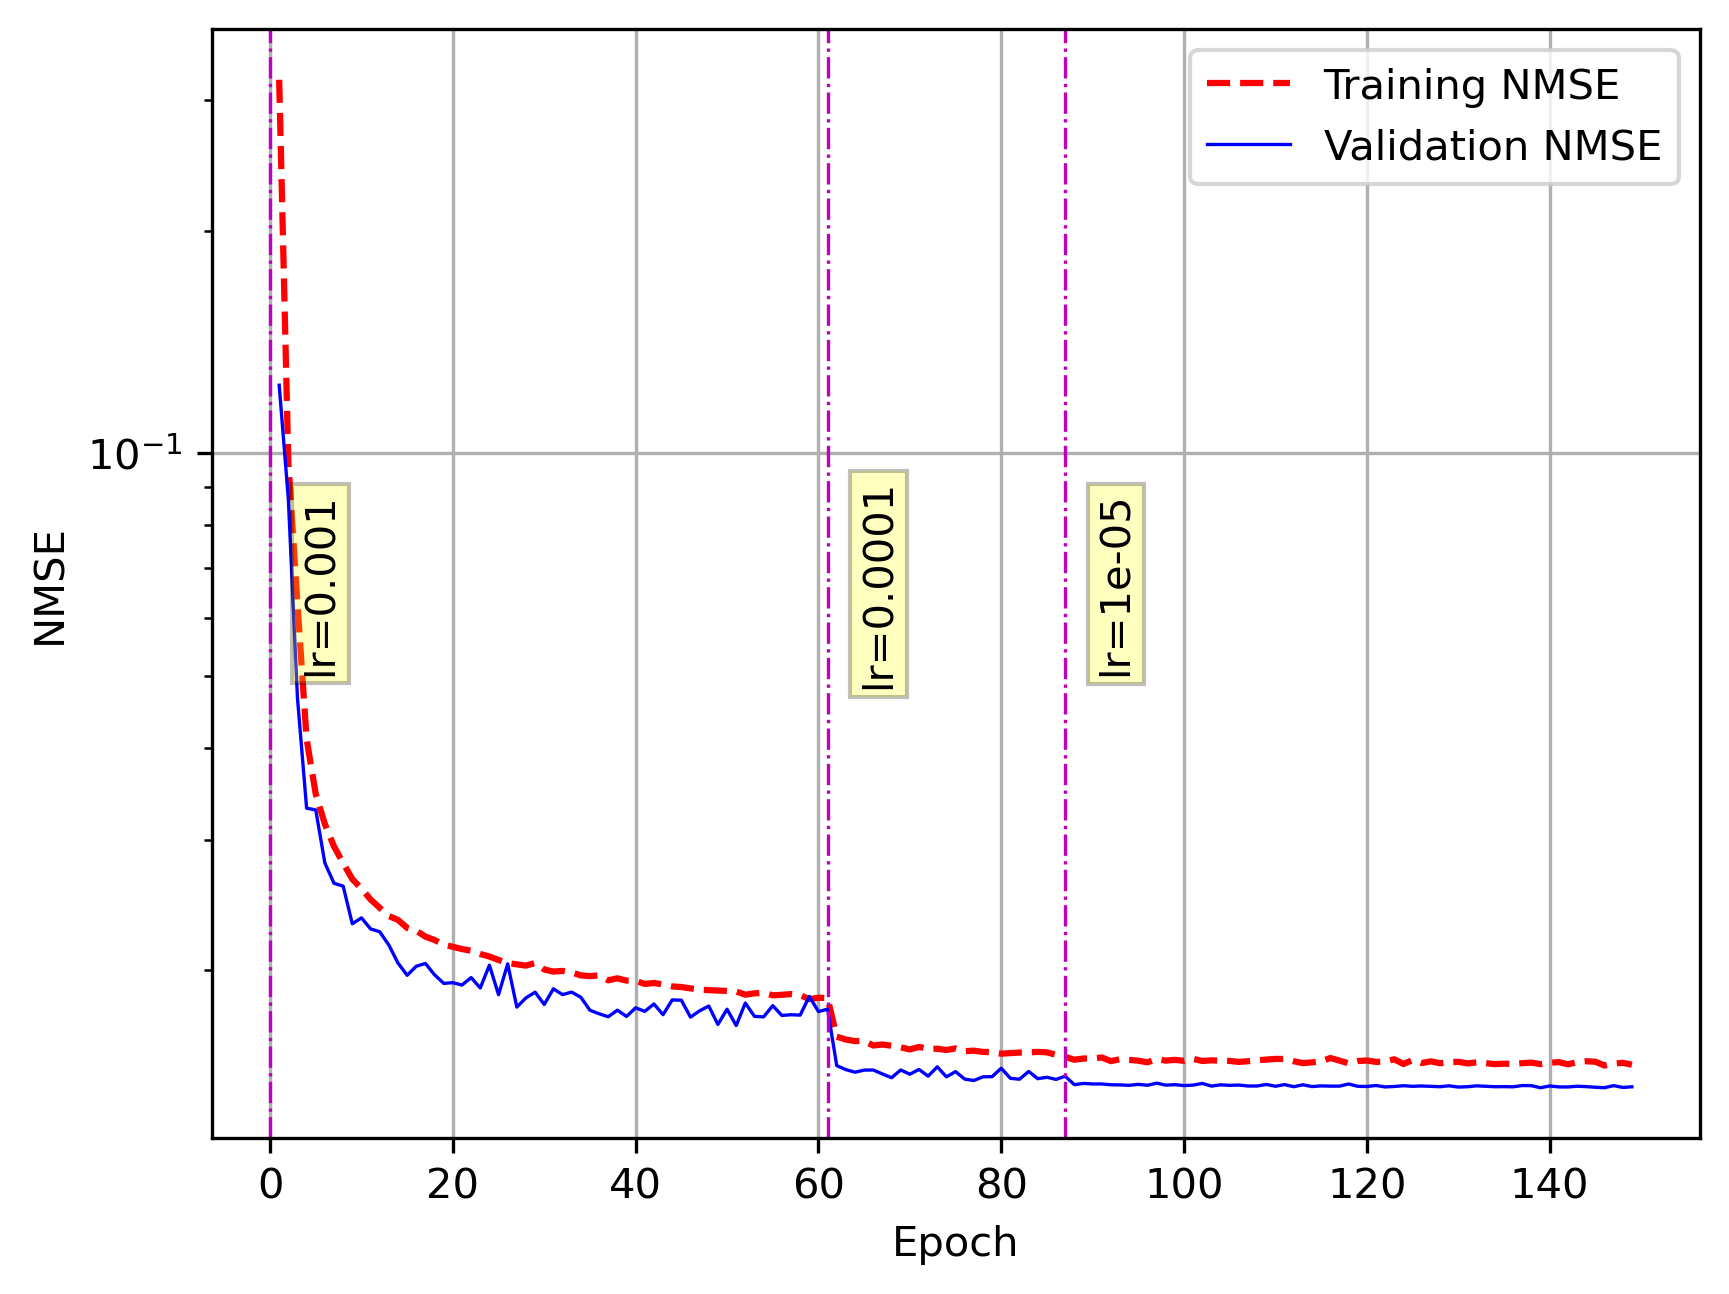 Training NMSE
Validation NMSE
10⁻¹
NMSE
lr=0.001
lr=0.0001
lr=1e-05
0 20 40 60 80 100 120 140
Epoch